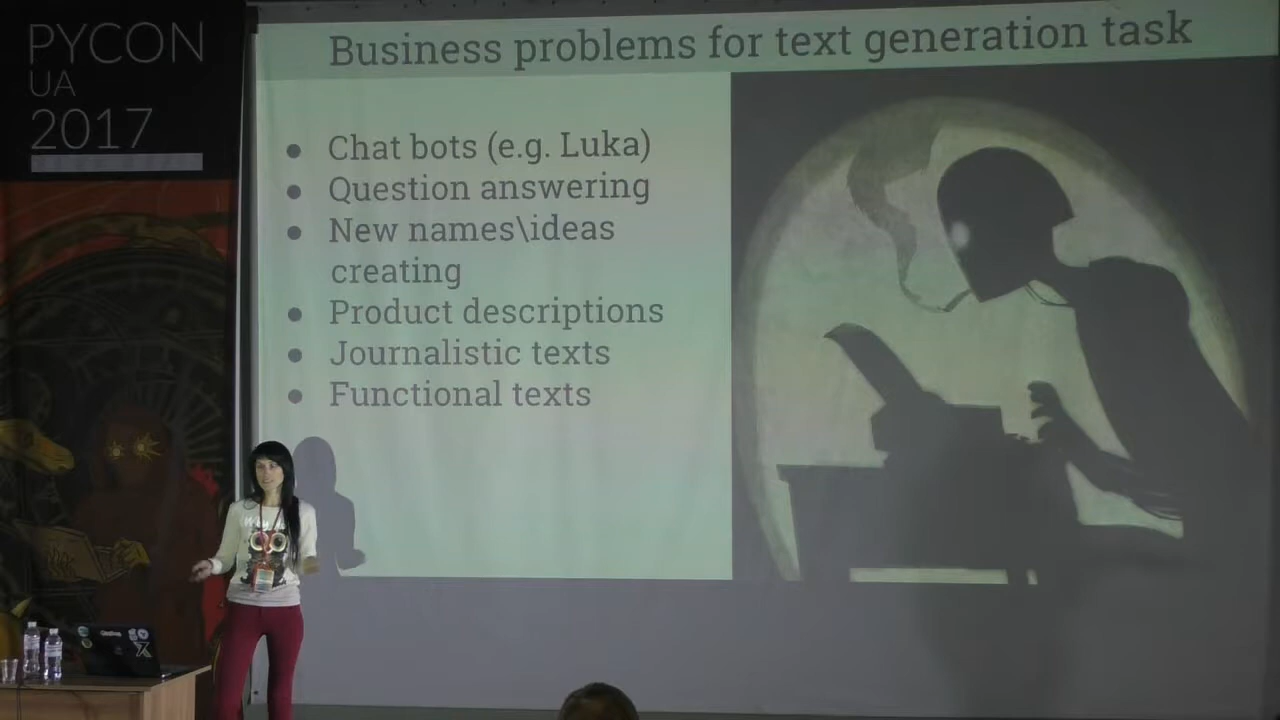 PYCON
UA
2017
Business problems for text generation task
● Chat bots (e.g. Luka)
● Question answering
● New names\ideas
creating
● Product descriptions
● Journalistic texts
● Functional texts